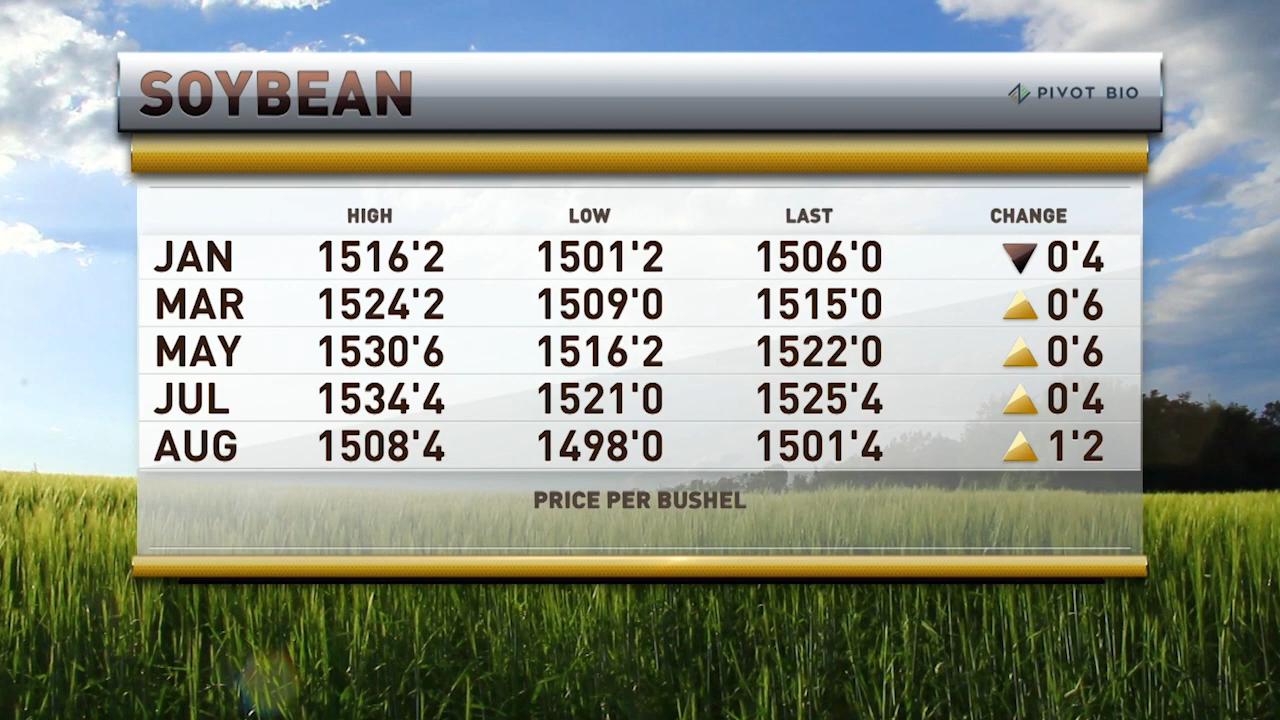 SOYBEAN
PIVOT BIO
HIGH LOW LAST CHANGE
JAN 1516'2 1501'2 1506'0 0'4
MAR 1524'2 1509'0 1515'0 0'6
MAY 1530'6 1516'2 1522'0 0'6
JUL 1534'4 1521'0 1525'4 0'4
AUG 1508'4 1498'0 1501'4 1'2
PRICE PER BUSHEL